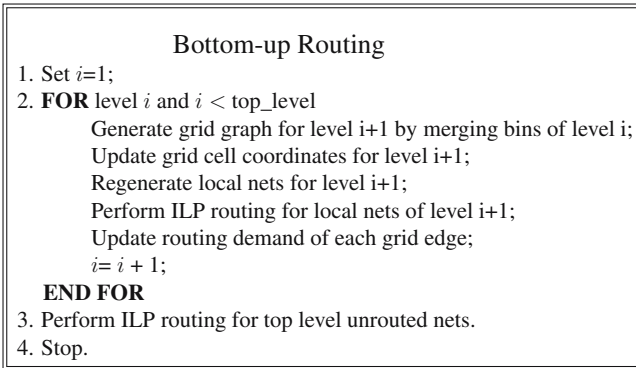 Bottom-up Routing
1. Set i=1;
2. FOR level i and i < top_level
Generate grid graph for level i+1 by merging bins of level i;
Update grid cell coordinates for level i+1;
Regenerate local nets for level i+1;
Perform ILP routing for local nets of level i+1;
Update routing demand of each grid edge;
i= i + 1;
END FOR
3. Perform ILP routing for top level unrouted nets.
4. Stop.